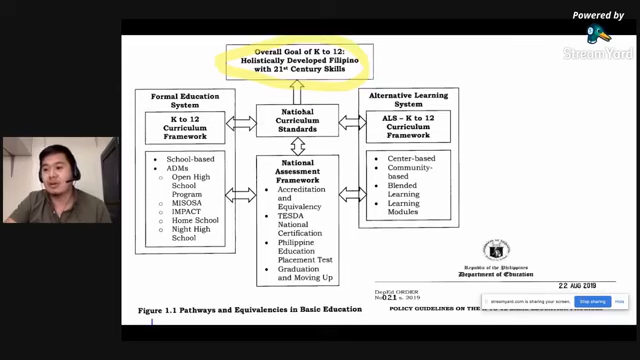 Powered by
StreamYard
Overall Goal of K to 12:
Holistically Developed Filipino
with 21st Century Skills
Formal Education
System
K to 12
Curriculum
Framework
• School-based
• ADMs
o Open High
School
Program
o MISOSA
o IMPACT
o Home School
o Night High
School
National
Curriculum
Standards
National
Assessment
Framework
• Accreditation
and
Equivalency
• TESDA
National
Certification
• Philippine
Education
Placement Test
• Graduation
and Moving Up
Alternative Learning
System
ALS – K to 12
Curriculum
Framework
• Center-based
• Community-
based
• Blended
Learning
• Learning
Modules
Republic of the Philippines
Department of Education
22 AUG 2019
DepEd ORDER
No. 021 s. 2019
streamyard.com is sharing your screen.
Stop sharing
Hide
Figure 1.1 Pathways and Equivalencies in Basic Education
POLICY GUIDELINES ON THE K TO 12 BASIC EDUCATION PROGRAM